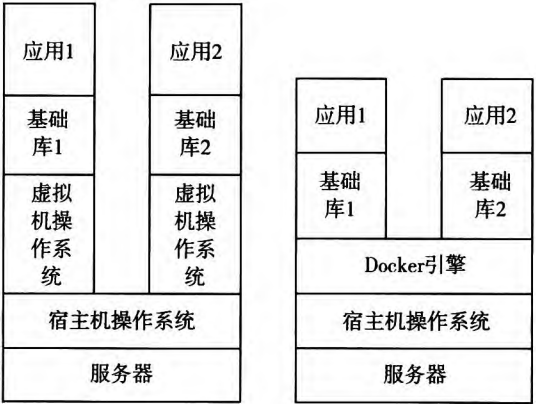 应用1
应用2
基础
库1
基础
库2
虚拟
机操
作系
统
虚拟
机操
作系
统
宿主机操作系统
服务器
应用1
应用2
基础
库1
基础
库2
Docker引擎
宿主机操作系统
服务器